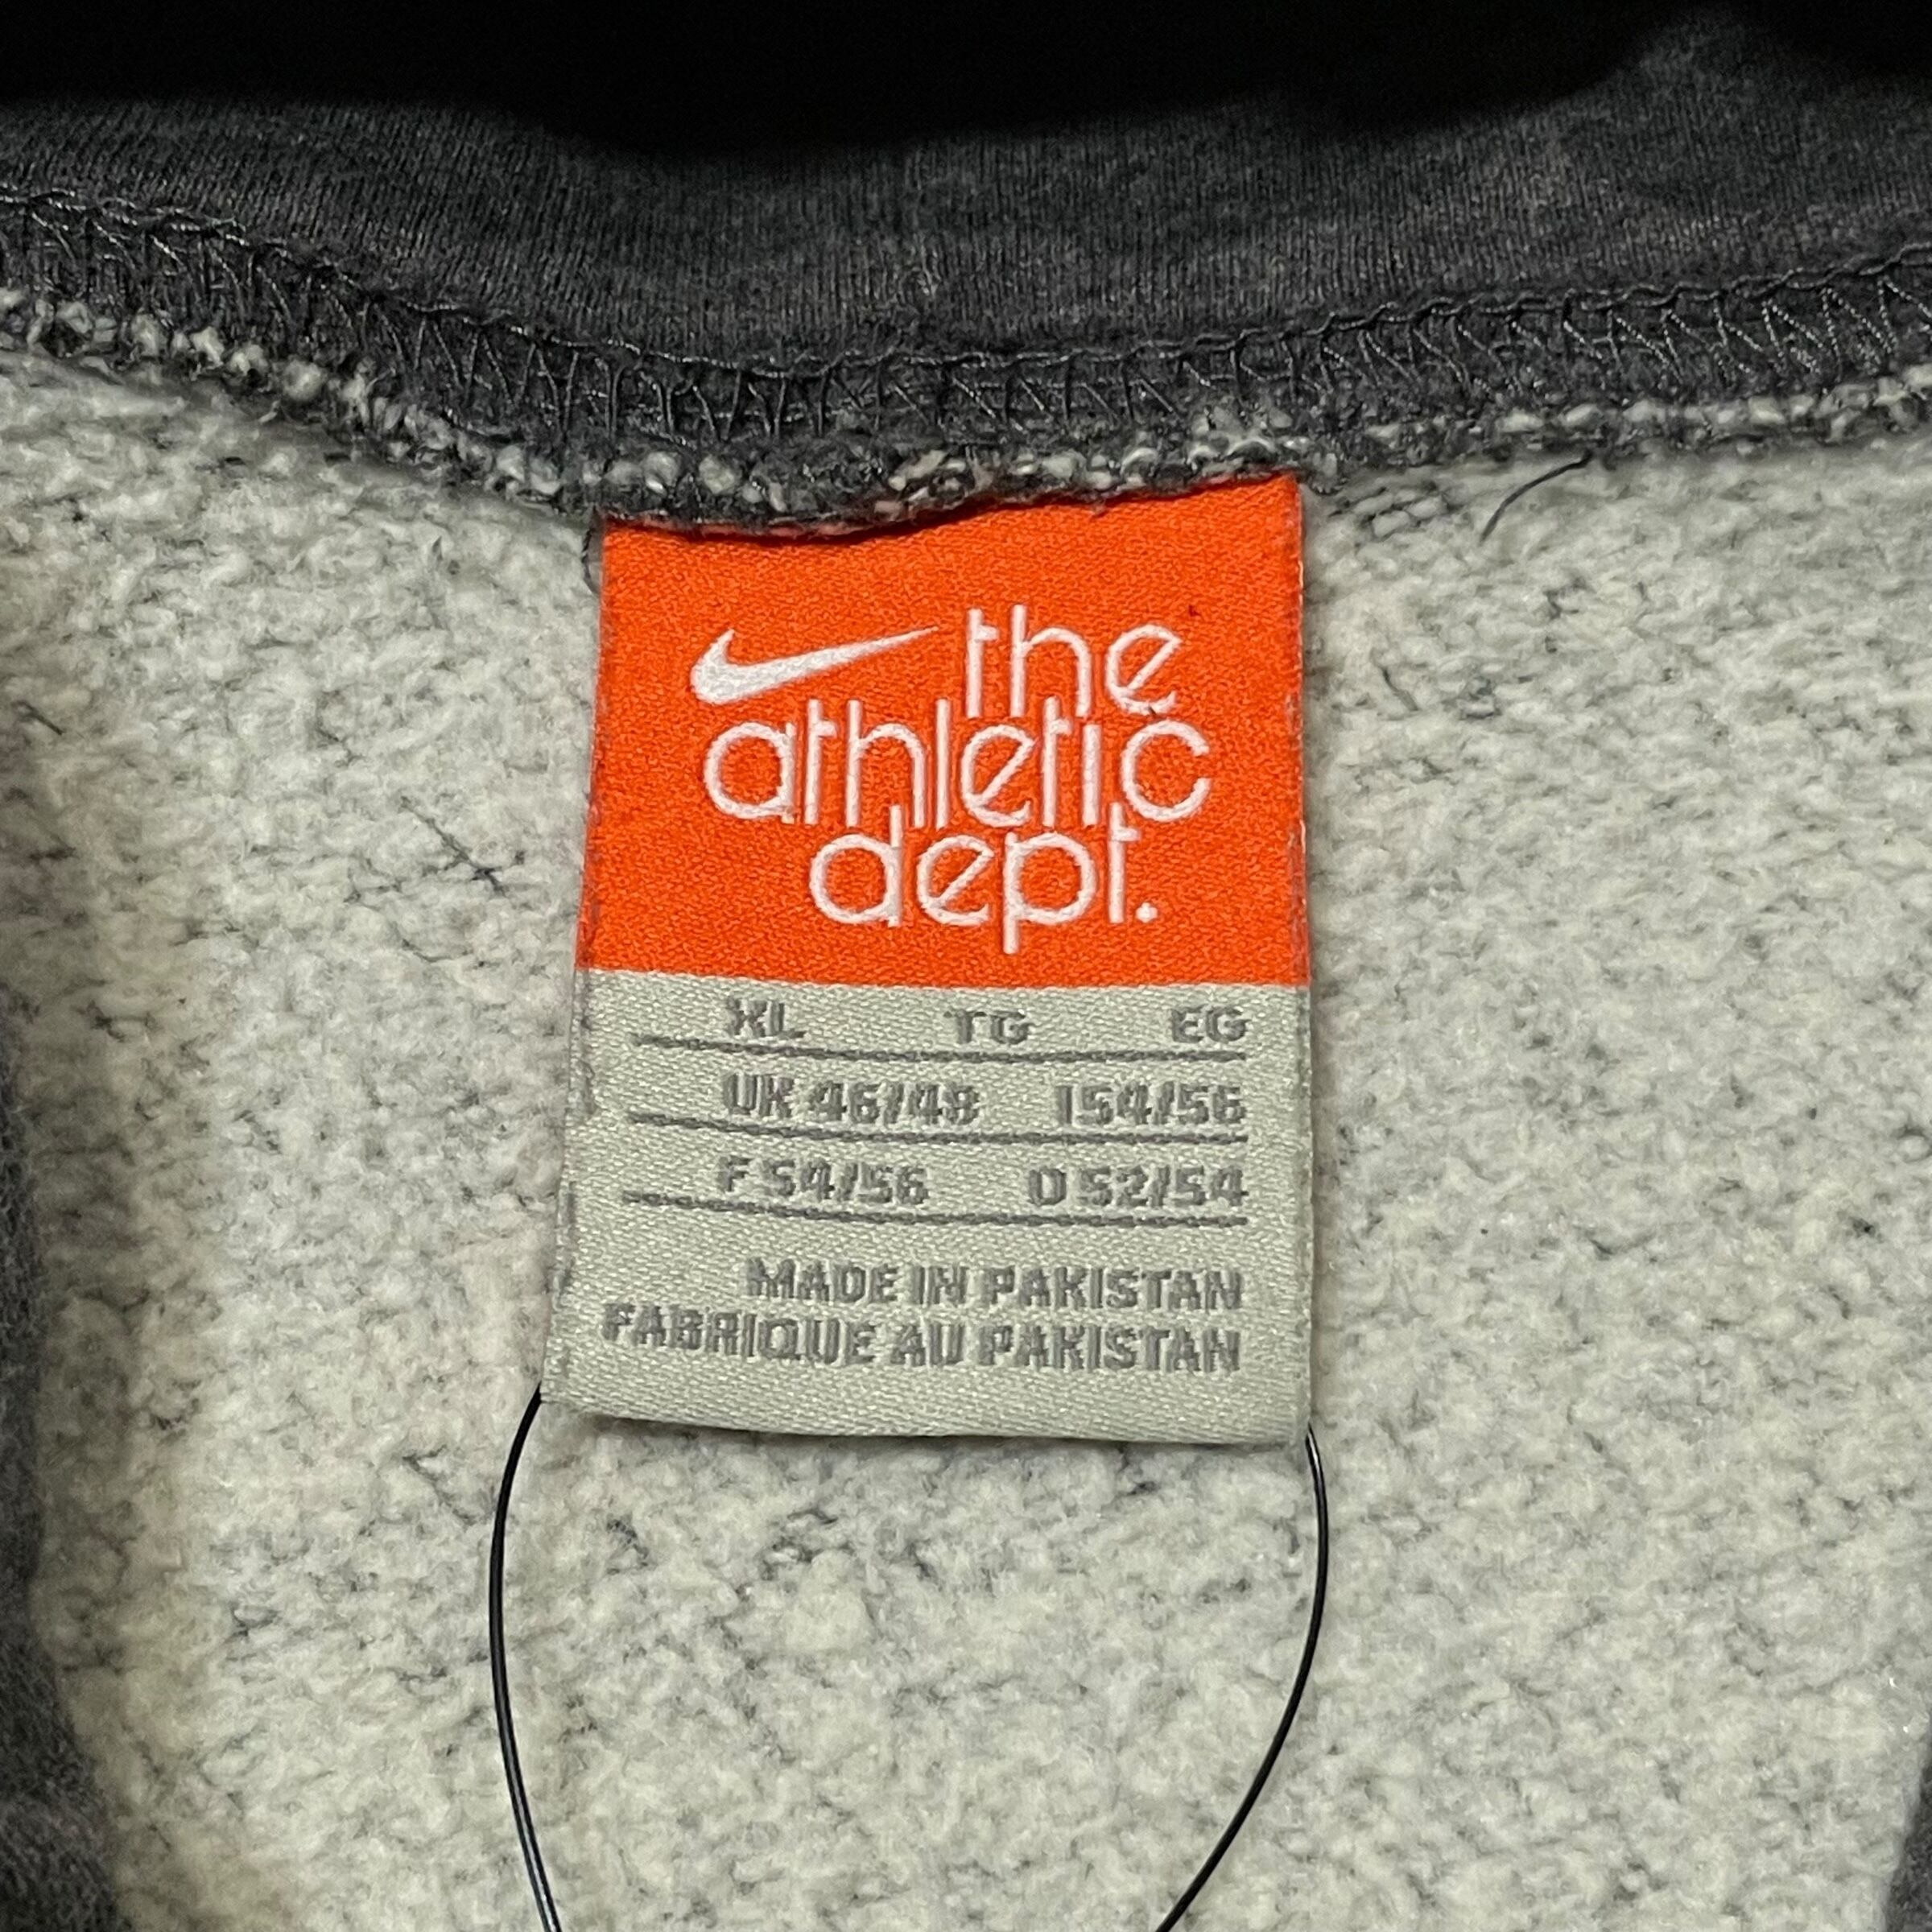 the
athletic
dept.
XL TG EG
UK 46/48 I 54/56
F 54/56 D 52/54
MADE IN PAKISTAN
FABRIQUE AU PAKISTAN